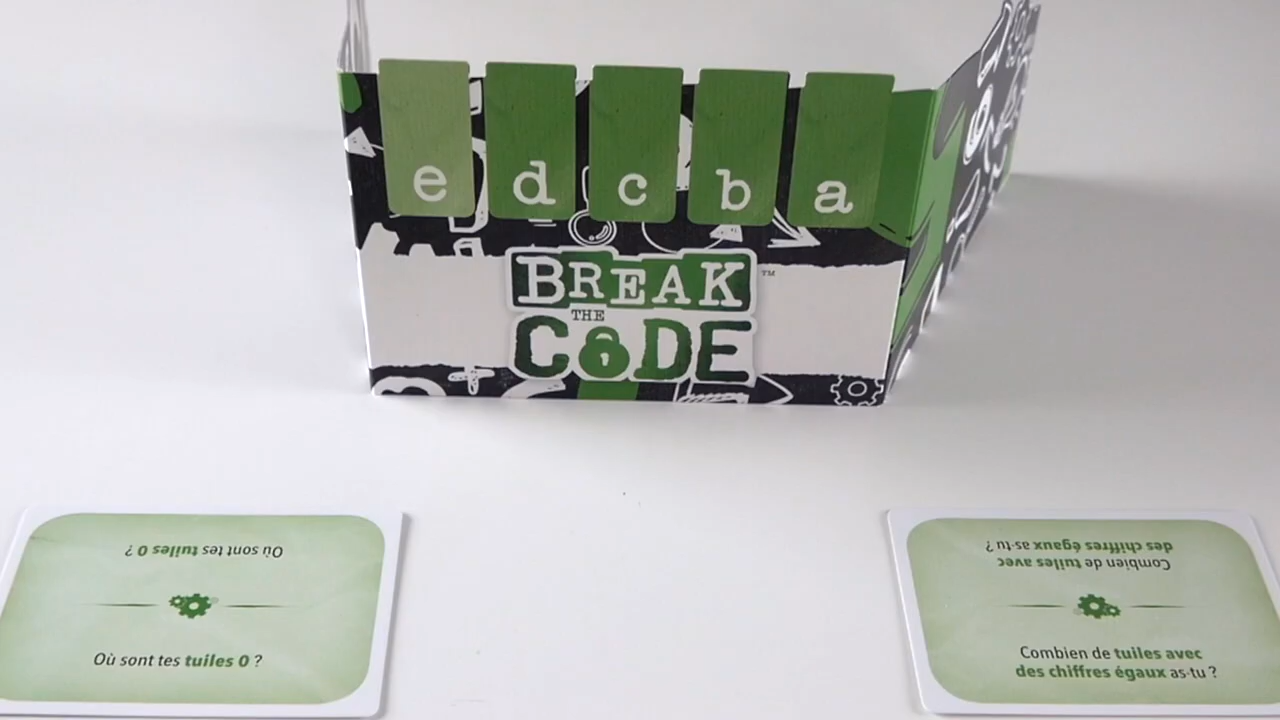 e d c b a
BREAK
THE
CODE
™
Où sont tes tuiles 0 ?
Où sont tes tuiles 0 ?
Combien de tuiles avec
des chiffres égaux as-tu ?
Combien de tuiles avec
des chiffres égaux as-tu ?